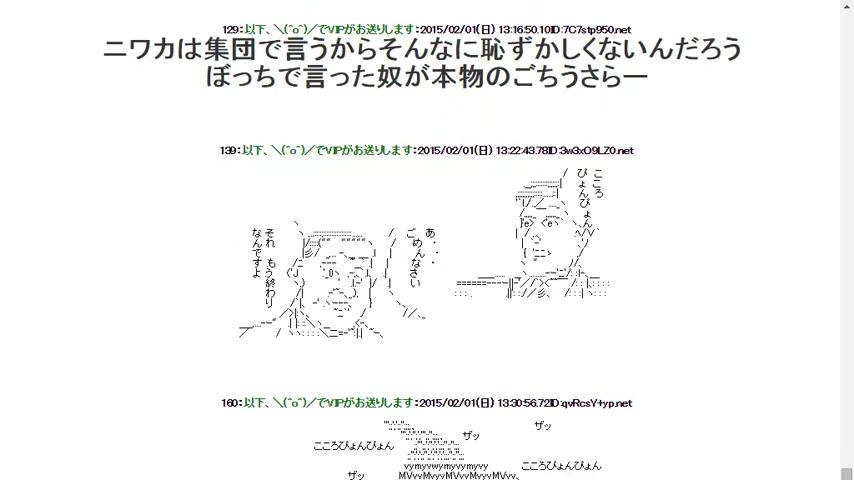 129：以下、＼(^o^)／でVIPがお送りします：2015/02/01(日) 13:16:50.10ID:7C7stp950.net
ニワカは集団で言うからそんなに恥ずかしくないんだろう
ぼっちで言った奴が本物のごちうさらー
139：以下、＼(^o^)／でVIPがお送りします：2015/02/01(日) 13:22:43.78ID:3w3xO9LZ0.net
こころ
ぴょんぴょん
あ・・・
ごめんなさい
それ もう終わり
なんですよ
160：以下、＼(^o^)／でVIPがお送りします：2015/02/01(日) 13:30:56.72ID:qvRcsY+yp.net
ザッ
ザッ
こころぴょんぴょん
こころぴょんぴょん
ザッ